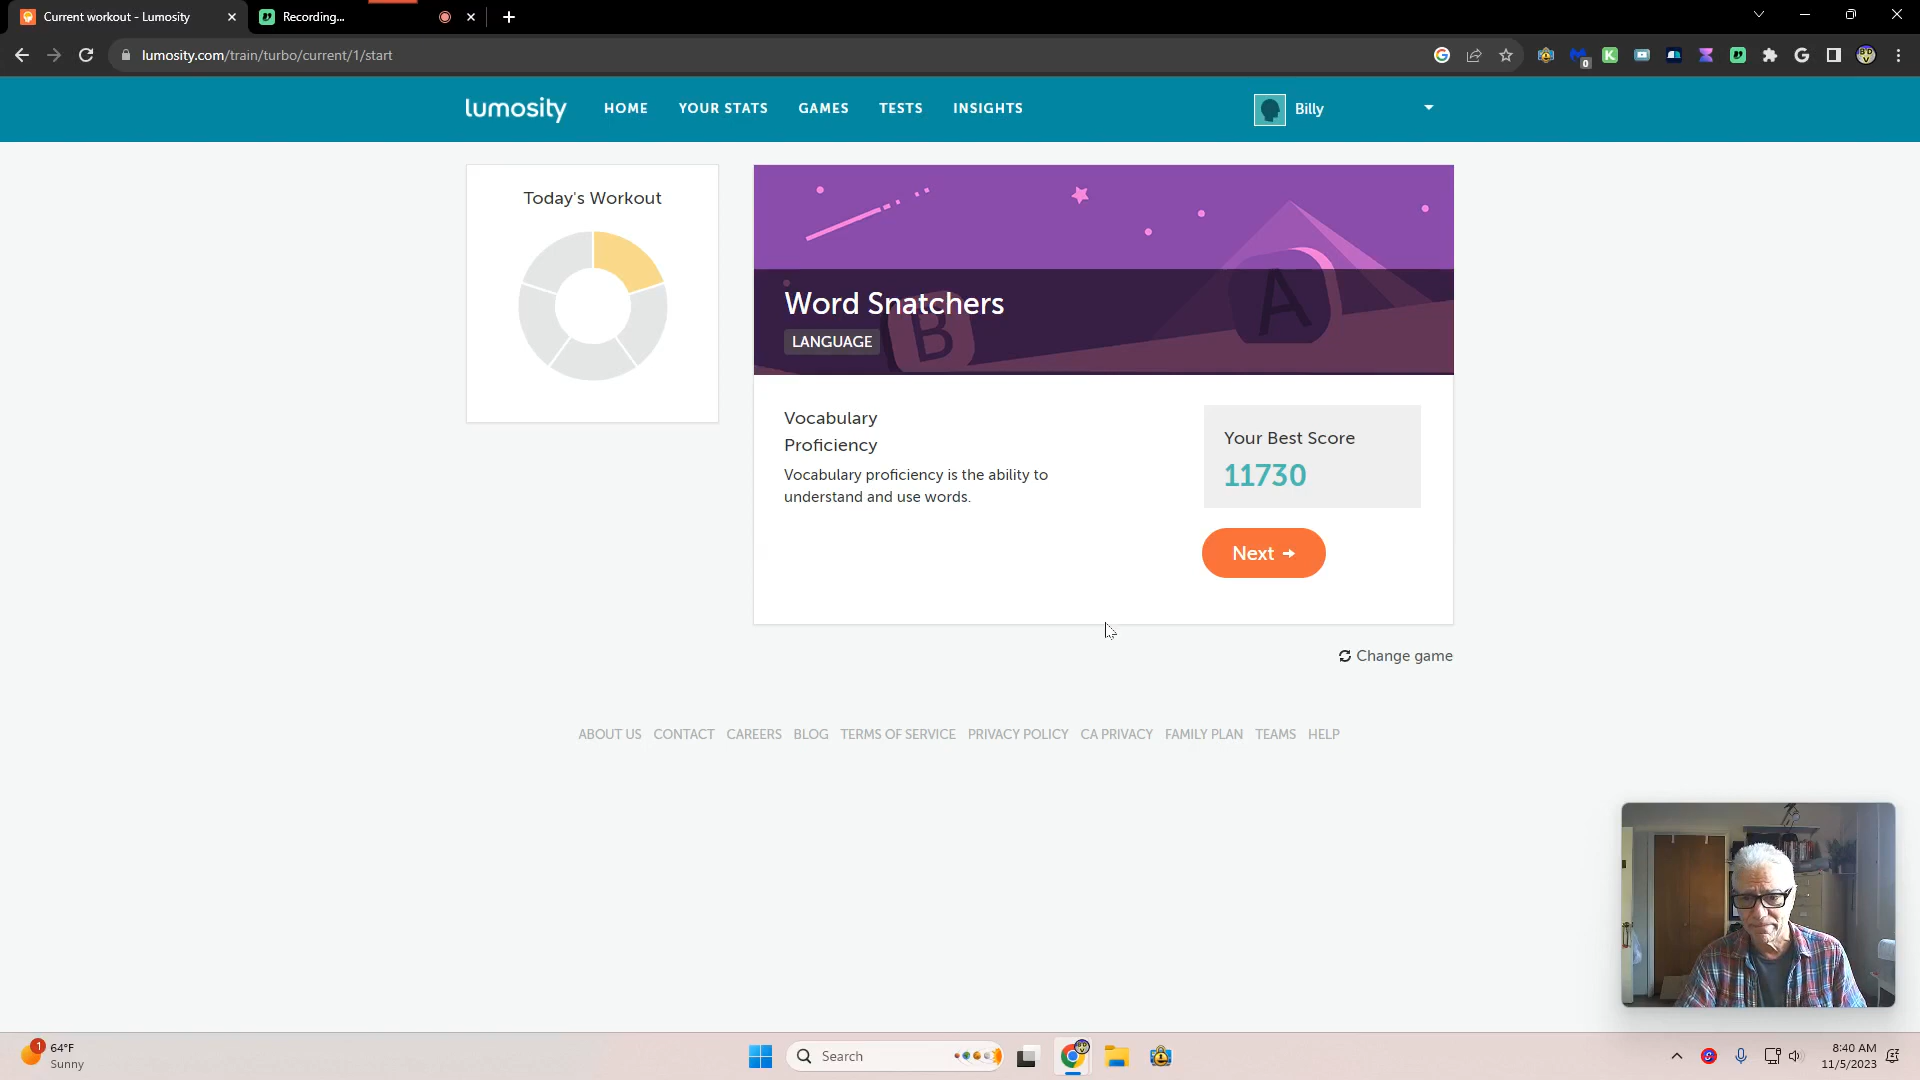 Current workout - Lumosity
Recording...
lumosity.com/train/turbo/current/1/start
0
lumosity
HOME
YOUR STATS
GAMES
TESTS
INSIGHTS
Billy
Today's Workout
A
B
Word Snatchers
LANGUAGE
Vocabulary
Proficiency
Vocabulary proficiency is the ability to
understand and use words.
Your Best Score
11730
Next
Change game
ABOUT US CONTACT CAREERS BLOG TERMS OF SERVICE PRIVACY POLICY CA PRIVACY FAMILY PLAN TEAMS HELP
1
64°F
Sunny
Search
8:40 AM
11/5/2023